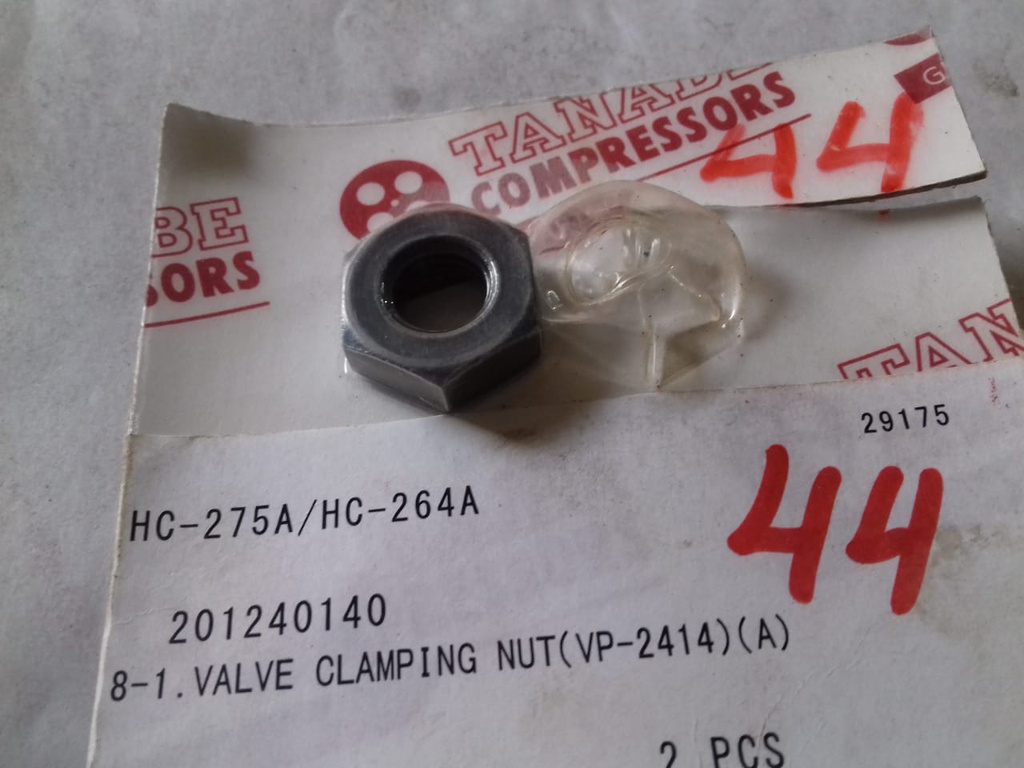 TANABE
COMPRESSORS
44
G
BE
SORS
TAN
29175
44
HC-275A/HC-264A
201240140
8-1.VALVE CLAMPING NUT(VP-2414)(A)
2 PCS